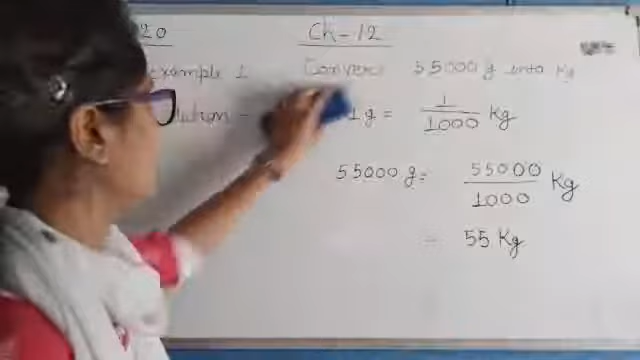 20 Ch-12
Example 1 Convert 55000 g into Kg
lution - 1 g = 1/1000 Kg
55000 g = 55000/1000 Kg
= 55 Kg